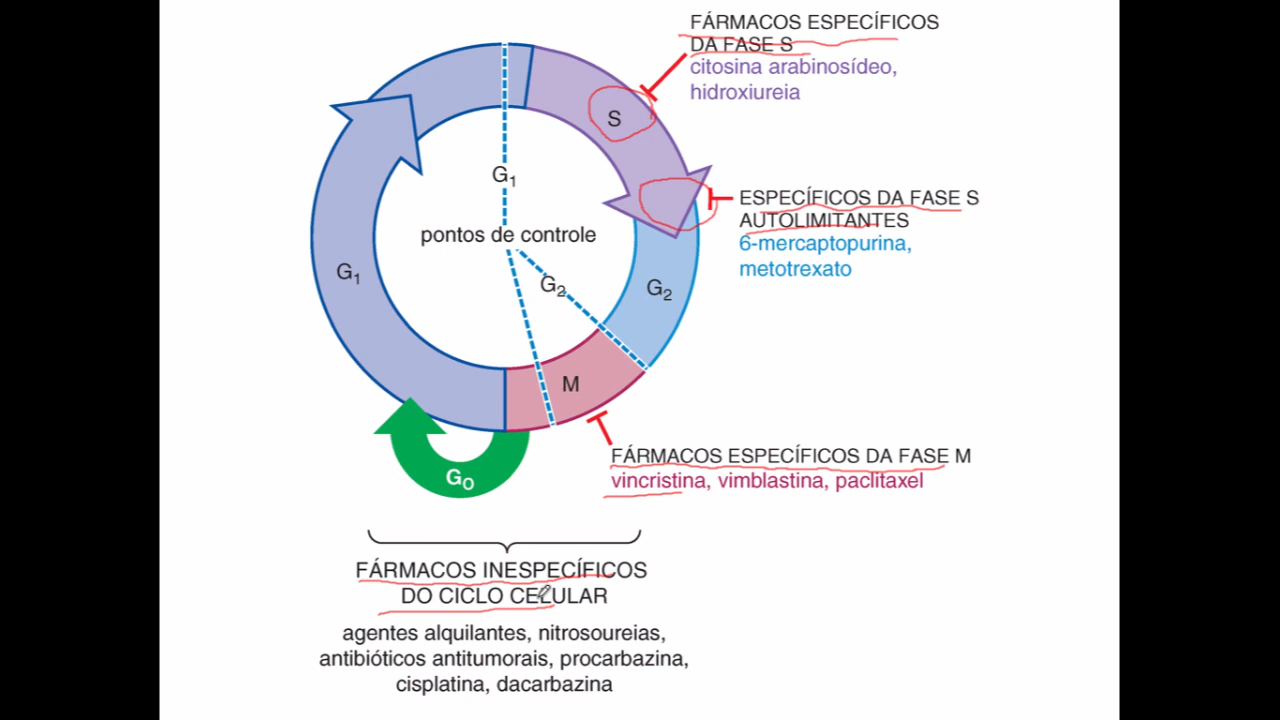 FÁRMACOS ESPECÍFICOS
DA FASE S
citosina arabinosídeo,
hidroxiureia
S
G₁
ESPECÍFICOS DA FASE S
AUTOLIMITANTES
6-mercaptopurina,
metotrexato
pontos de controle
G₁
G₂
G₂
M
FÁRMACOS ESPECÍFICOS DA FASE M
vincristina, vimblastina, paclitaxel
G₀
FÁRMACOS INESPECÍFICOS
DO CICLO CELULAR
agentes alquilantes, nitrosoureias,
antibióticos antitumorais, procarbazina,
cisplatina, dacarbazina